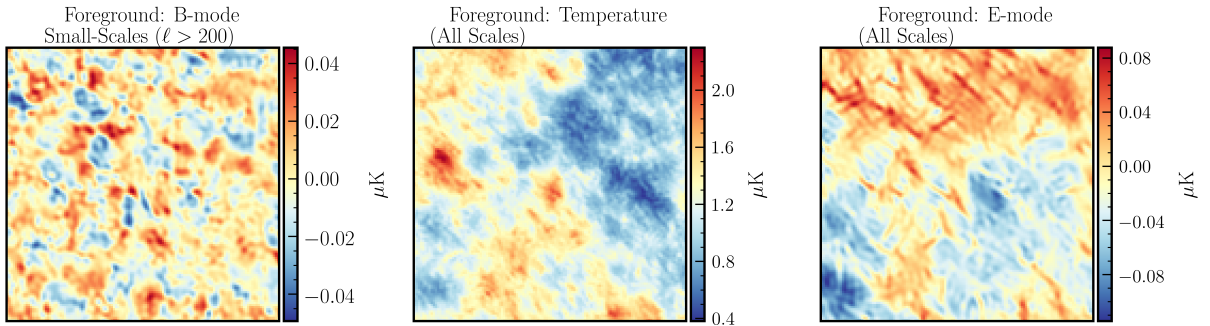 Foreground: B-mode
Small-Scales (ℓ > 200)
0.04
0.02
0.00
−0.02
−0.04
μK
Foreground: Temperature
(All Scales)
2.0
1.6
1.2
0.8
0.4
μK
Foreground: E-mode
(All Scales)
0.08
0.04
0.00
−0.04
−0.08
μK